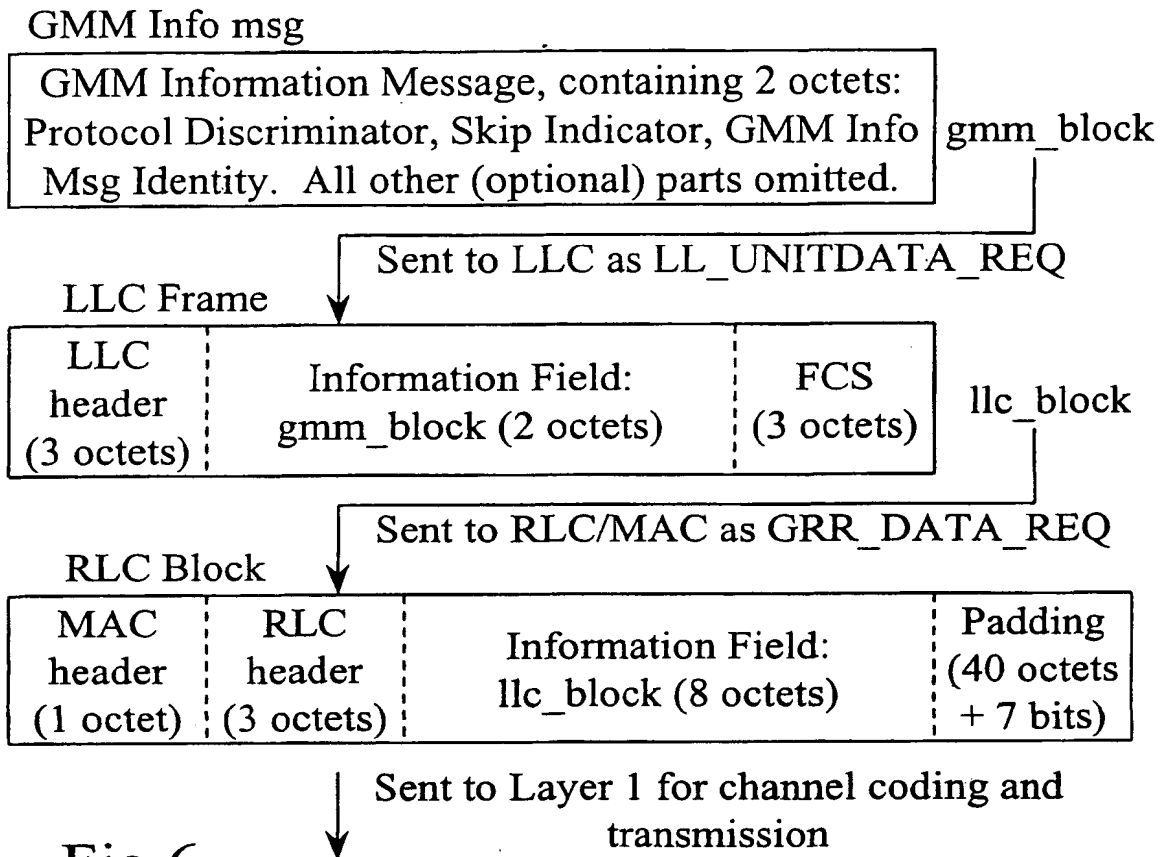 GMM Info msg
GMM Information Message, containing 2 octets:
Protocol Discriminator, Skip Indicator, GMM Info
Msg Identity. All other (optional) parts omitted.
gmm_block
Sent to LLC as LL_UNITDATA_REQ
LLC Frame
LLC
header
(3 octets)
Information Field:
gmm_block (2 octets)
FCS
(3 octets)
llc_block
Sent to RLC/MAC as GRR_DATA_REQ
RLC Block
MAC
header
(1 octet)
RLC
header
(3 octets)
Information Field:
llc_block (8 octets)
Padding
(40 octets
+ 7 bits)
Sent to Layer 1 for channel coding and
transmission
Fig 6